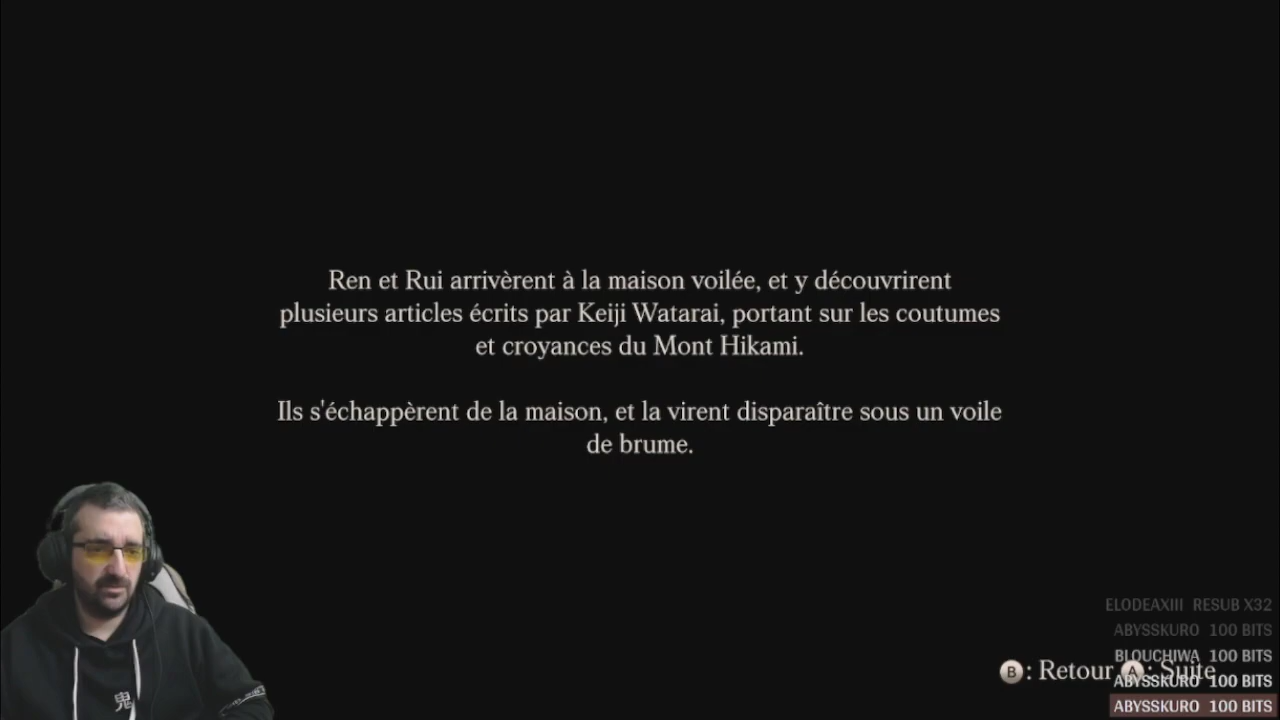 Ren et Rui arrivèrent à la maison voilée, et y découvrirent
plusieurs articles écrits par Keiji Watarai, portant sur les coutumes
et croyances du Mont Hikami.
Ils s'échappèrent de la maison, et la virent disparaître sous un voile
de brume.
鬼
ELODEAXIII RESUB X32
ABYSSKURO 100 BITS
BLOUCHIWA 100 BITS
B : Retour A : Suite
ABYSSKURO 100 BITS
ABYSSKURO 100 BITS